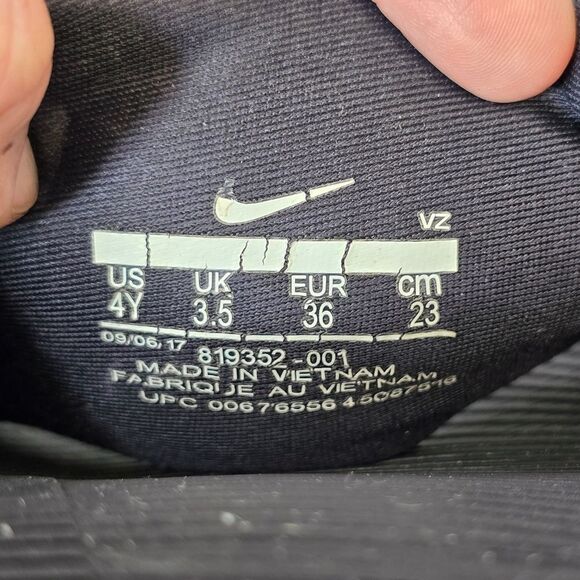 VZ
US UK EUR cm
4Y 3.5 36 23
09/06/17
819352-001
MADE IN VIETNAM
FABRIQUE AU VIETNAM
UPC